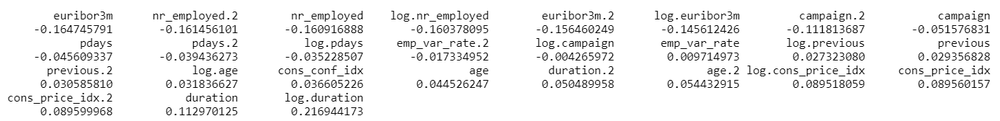 euribor3m nr_employed.2 nr_employed log.nr_employed euribor3m.2 log.euribor3m campaign.2 campaign
-0.164745791 -0.161456101 -0.160916888 -0.160378095 -0.156460249 -0.145612426 -0.111813687 -0.051576831
pdays pdays.2 log.pdays emp_var_rate.2 log.campaign emp_var_rate log.previous previous
-0.045609337 -0.039436273 -0.035228507 -0.017334952 -0.004265972 0.009714973 0.027323080 0.029356828
previous.2 log.age cons_conf_idx age duration.2 age.2 log.cons_price_idx cons_price_idx
0.030585810 0.031836627 0.036605226 0.044526247 0.050489958 0.054432915 0.089518059 0.089560157
cons_price_idx.2 duration log.duration
0.089599968 0.112970125 0.216944173